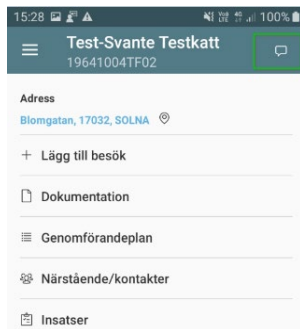 15:28 100%
Test-Svante Testkatt
19641004TF02
Adress
Blomgatan, 17032, SOLNA
+ Lägg till besök
Dokumentation
Genomförandeplan
Närstående/kontakter
Insatser